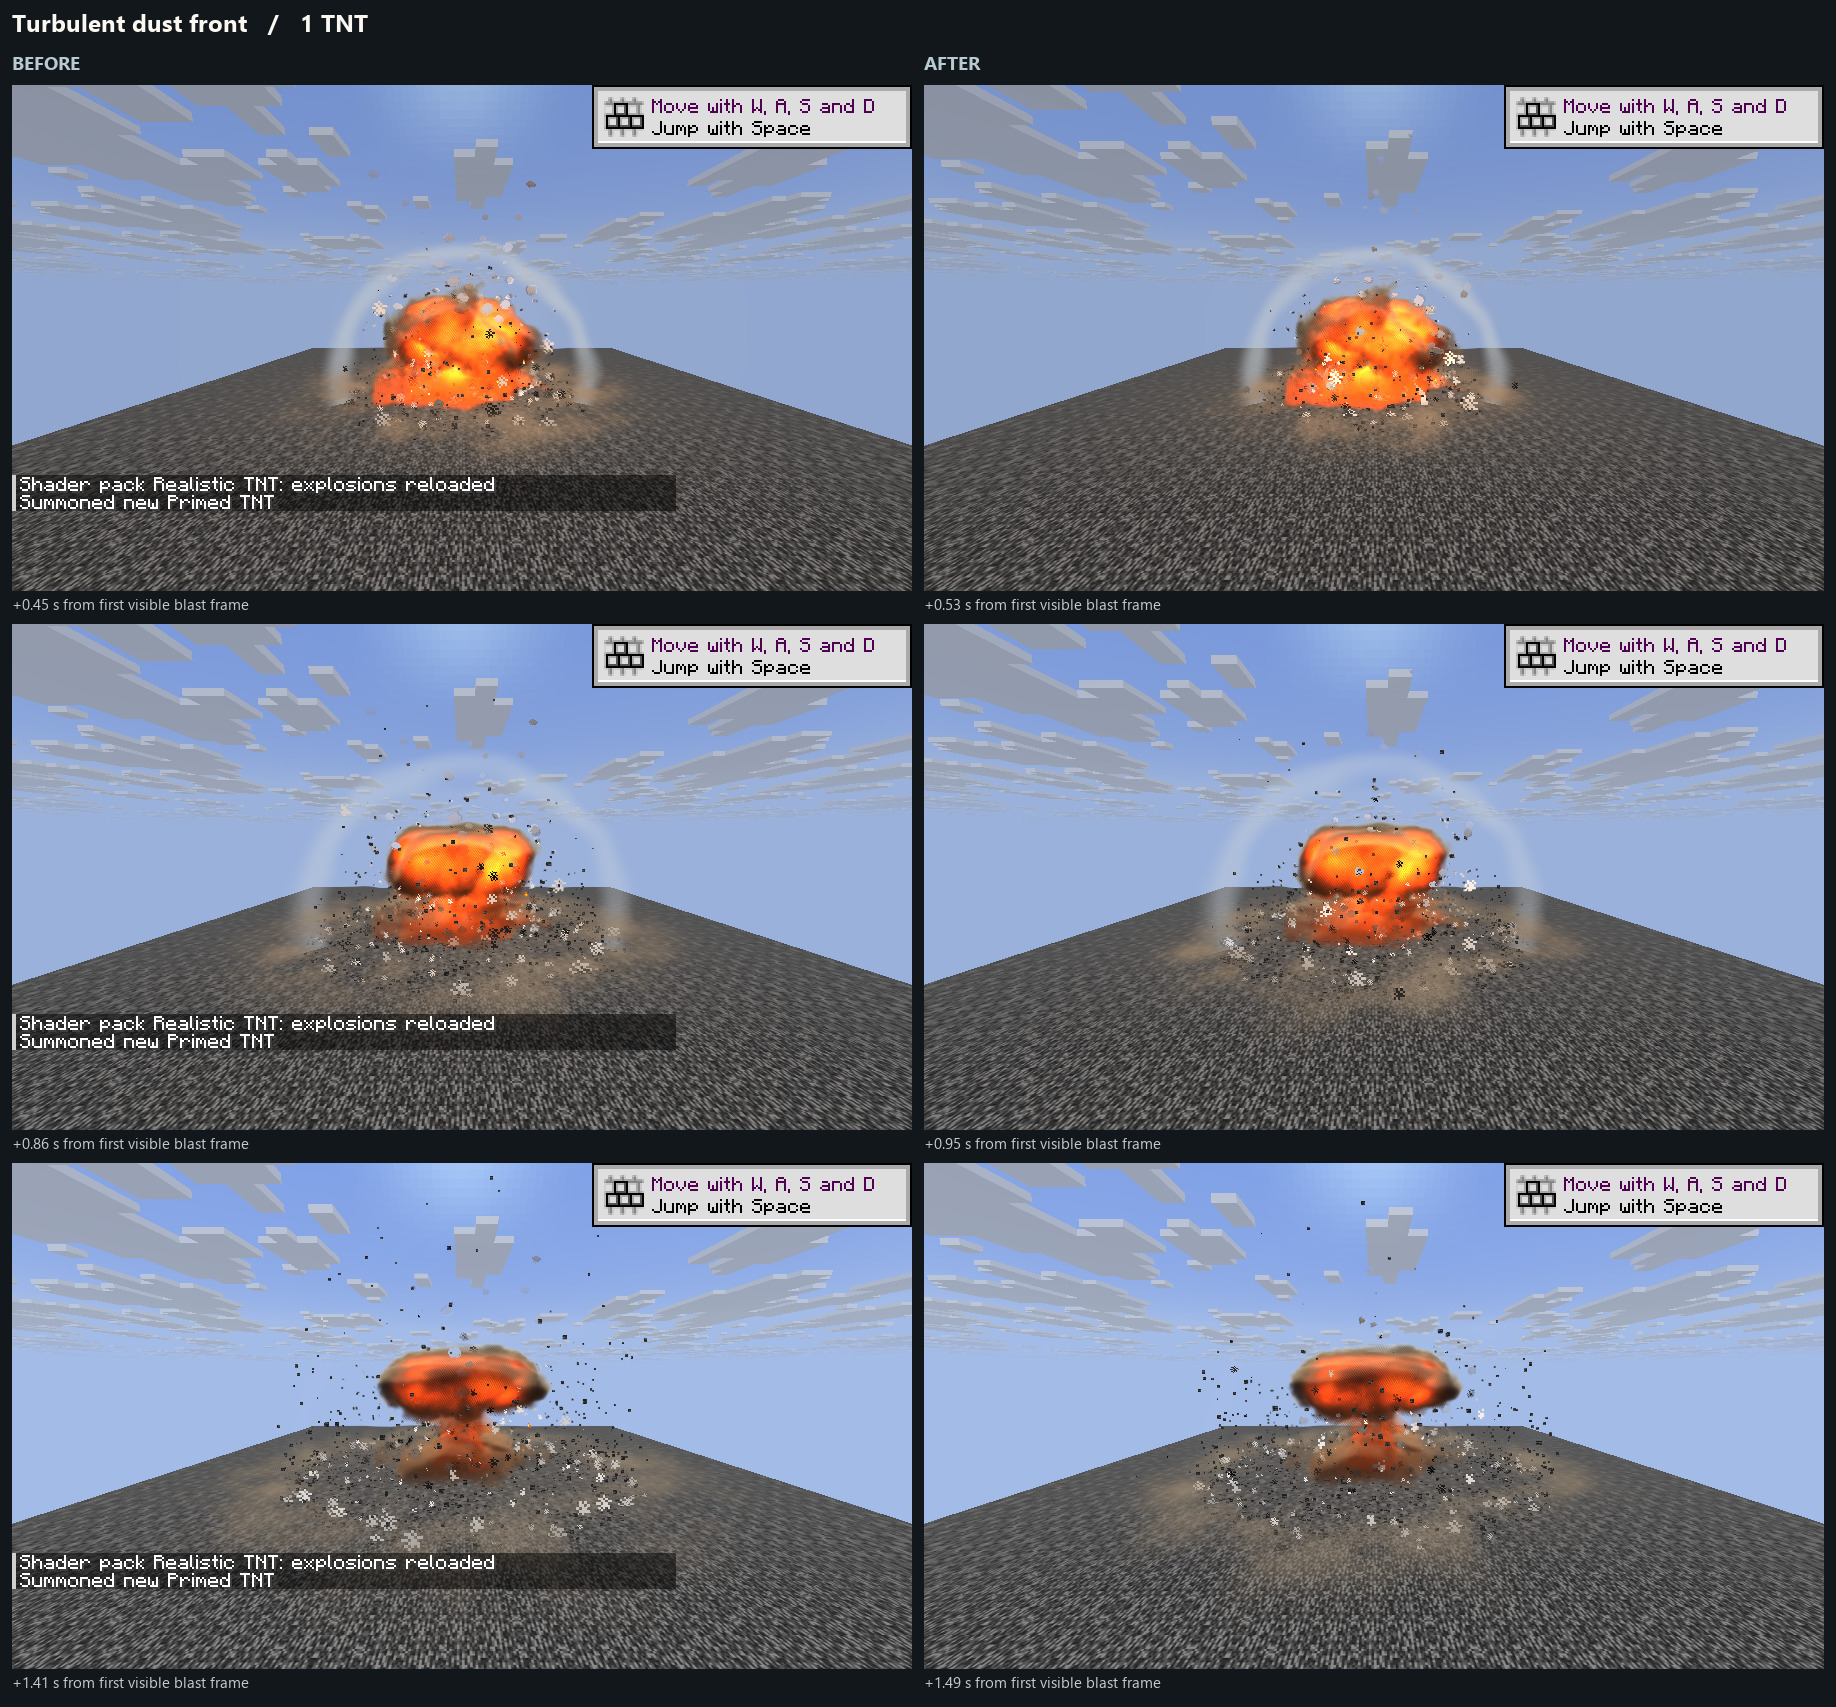 Turbulent dust front / 1 TNT
BEFORE
AFTER
Move with W, A, S and D
Jump with Space
Move with W, A, S and D
Jump with Space
Shader pack Realistic TNT: explosions reloaded
Summoned new Primed TNT
+0.45 s from first visible blast frame
+0.53 s from first visible blast frame
Move with W, A, S and D
Jump with Space
Move with W, A, S and D
Jump with Space
Shader pack Realistic TNT: explosions reloaded
Summoned new Primed TNT
+0.86 s from first visible blast frame
+0.95 s from first visible blast frame
Move with W, A, S and D
Jump with Space
Move with W, A, S and D
Jump with Space
Shader pack Realistic TNT: explosions reloaded
Summoned new Primed TNT
+1.41 s from first visible blast frame
+1.49 s from first visible blast frame